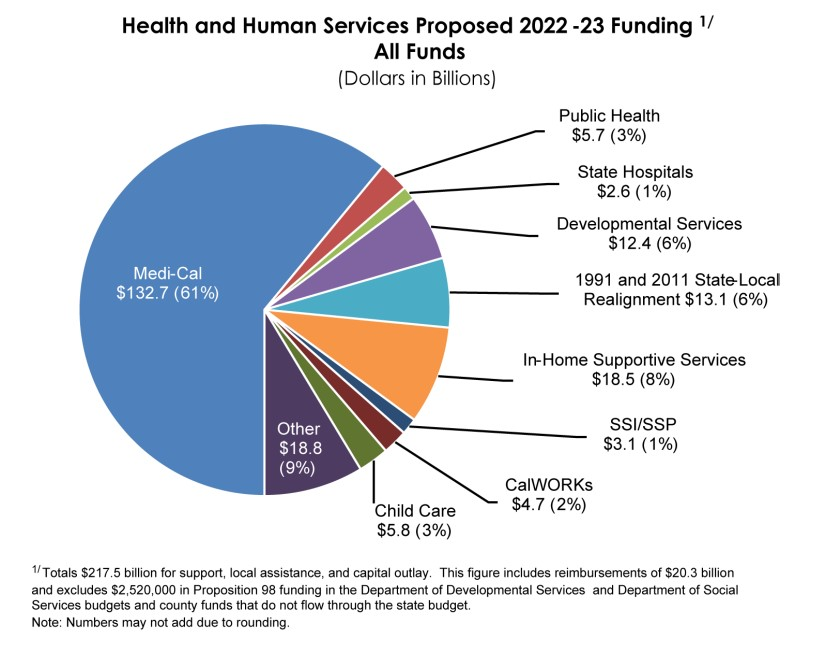 Health and Human Services Proposed 2022 -23 Funding 1/
All Funds
(Dollars in Billions)
Public Health
$5.7 (3%)
State Hospitals
$2.6 (1%)
Developmental Services
$12.4 (6%)
1991 and 2011 State-Local
Realignment $13.1 (6%)
Medi-Cal
$132.7 (61%)
In-Home Supportive Services
$18.5 (8%)
SSI/SSP
$3.1 (1%)
Other
$18.8
(9%)
CalWORKs
$4.7 (2%)
Child Care
$5.8 (3%)
1/ Totals $217.5 billion for support, local assistance, and capital outlay. This figure includes reimbursements of $20.3 billion
and excludes $2,520,000 in Proposition 98 funding in the Department of Developmental Services and Department of Social
Services budgets and county funds that do not flow through the state budget.
Note: Numbers may not add due to rounding.